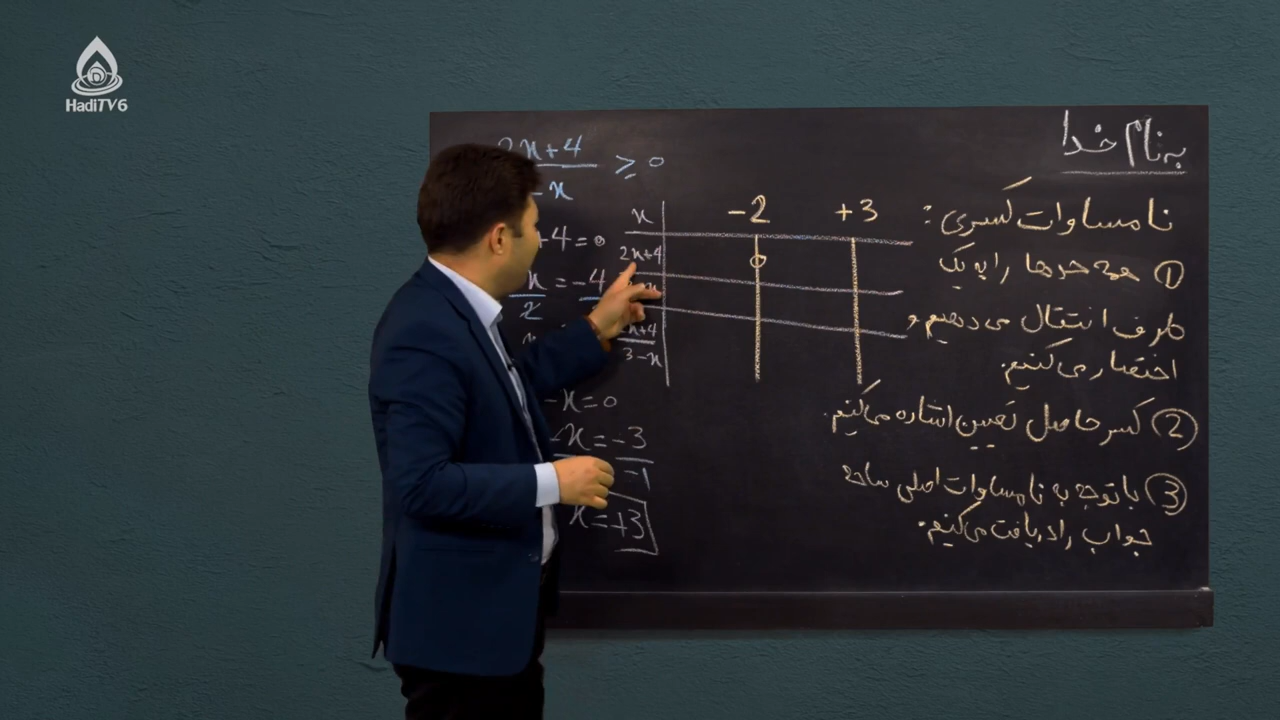 HadiTV6
به نام خدا
نامساوات کسری :
① همه حدها را به یک
طرف انتقال می دهیم و
اختصار می کنیم.
② کسر حاصل تعیین اشاره می کنیم.
③ با توجه به نامساوات اصلی ساحه
جواب را دریافت می کنیم.
2x+4
-x
≥ 0
-4=0
x = -4
2
-x=0
-x = -3
-1
x = +3
x -2 +3
2x+4 0
-x
x+4
3-x